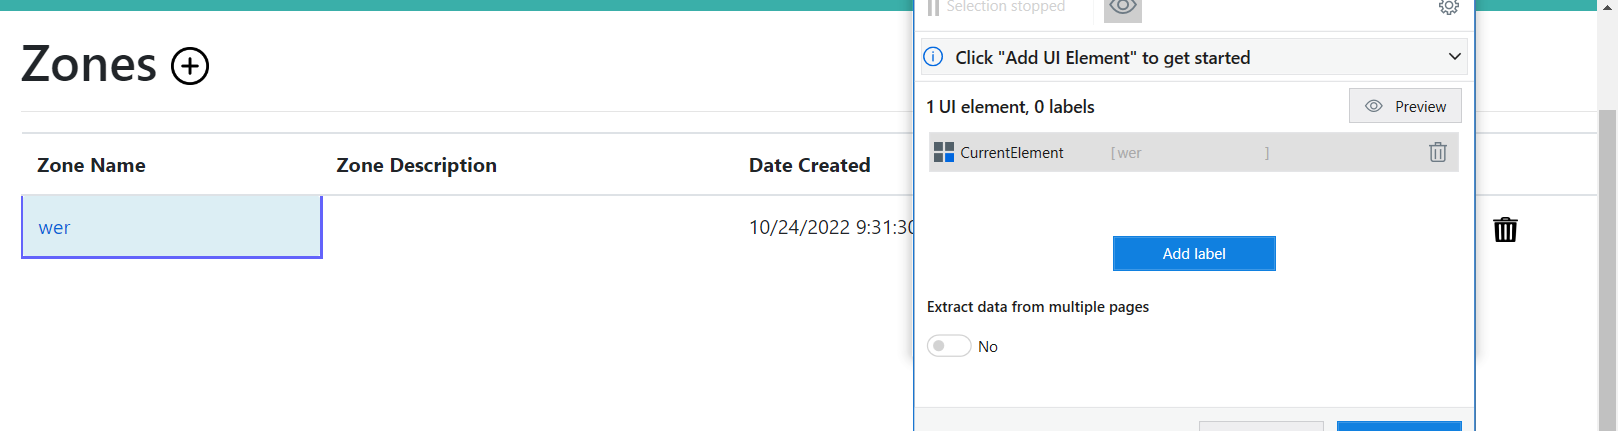 Zones
Zone Name Zone Description Date Created
wer 10/24/2022 9:31:30
Selection stopped
Click "Add UI Element" to get started
1 UI element, 0 labels Preview
CurrentElement [wer ]
Add label
Extract data from multiple pages
No